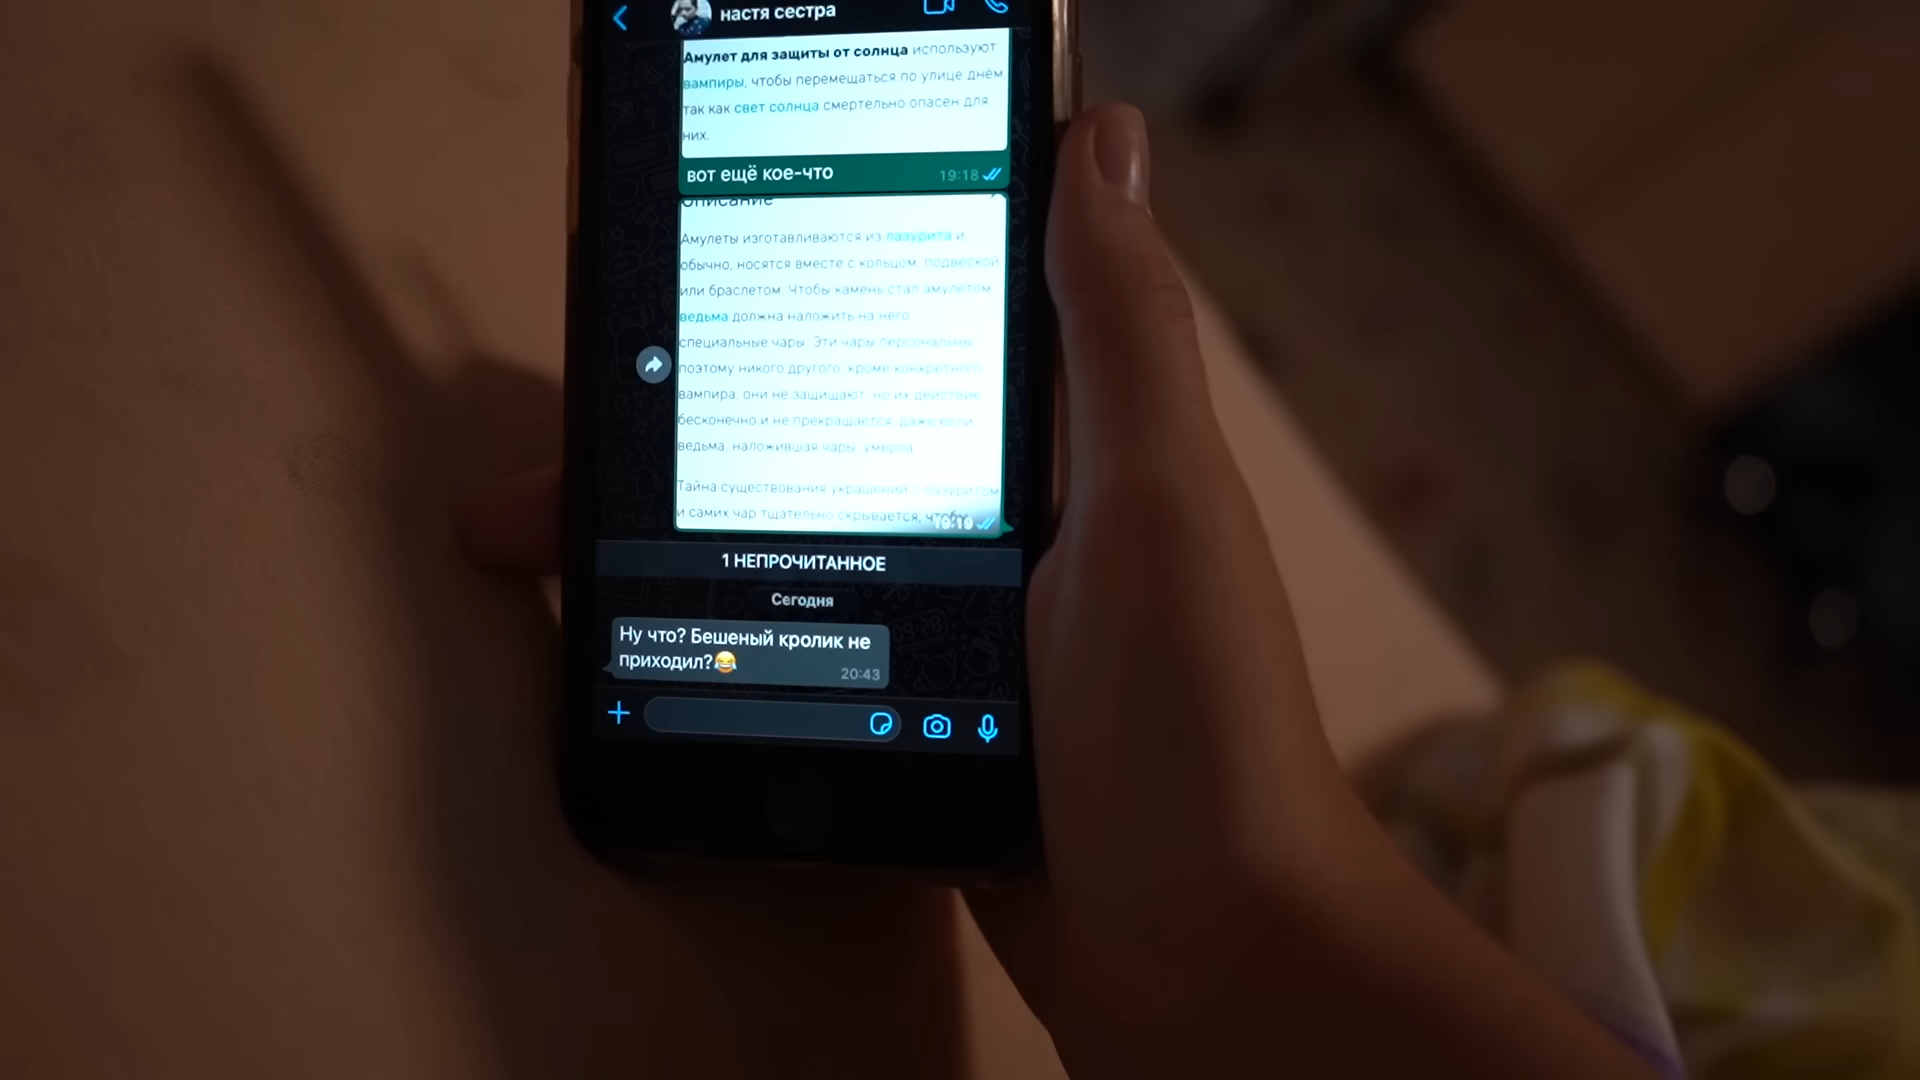 настя сестра
Амулет для защиты от солнца используют
вампиры, чтобы перемещаться по улице днём,
так как свет солнца смертельно опасен для
них.
вот ещё кое-что
19:18
Описание
Амулеты изготавливаются из лазурита и,
обычно, носятся вместе с кольцом, подвеской
или браслетом. Чтобы камень стал амулетом,
ведьма должна наложить на него
специальные чары. Эти чары персональны,
поэтому никого другого, кроме конкретного
вампира, они не защищают, но их действие
бесконечно и не прекращается, даже если
ведьма, наложившая чары, умерла.
Тайна существования украшений с лазуритом
и самих чар тщательно скрывается, чтобы
19:19
1 НЕПРОЧИТАННОЕ
Сегодня
Ну что? Бешеный кролик не
приходил?😂
20:43